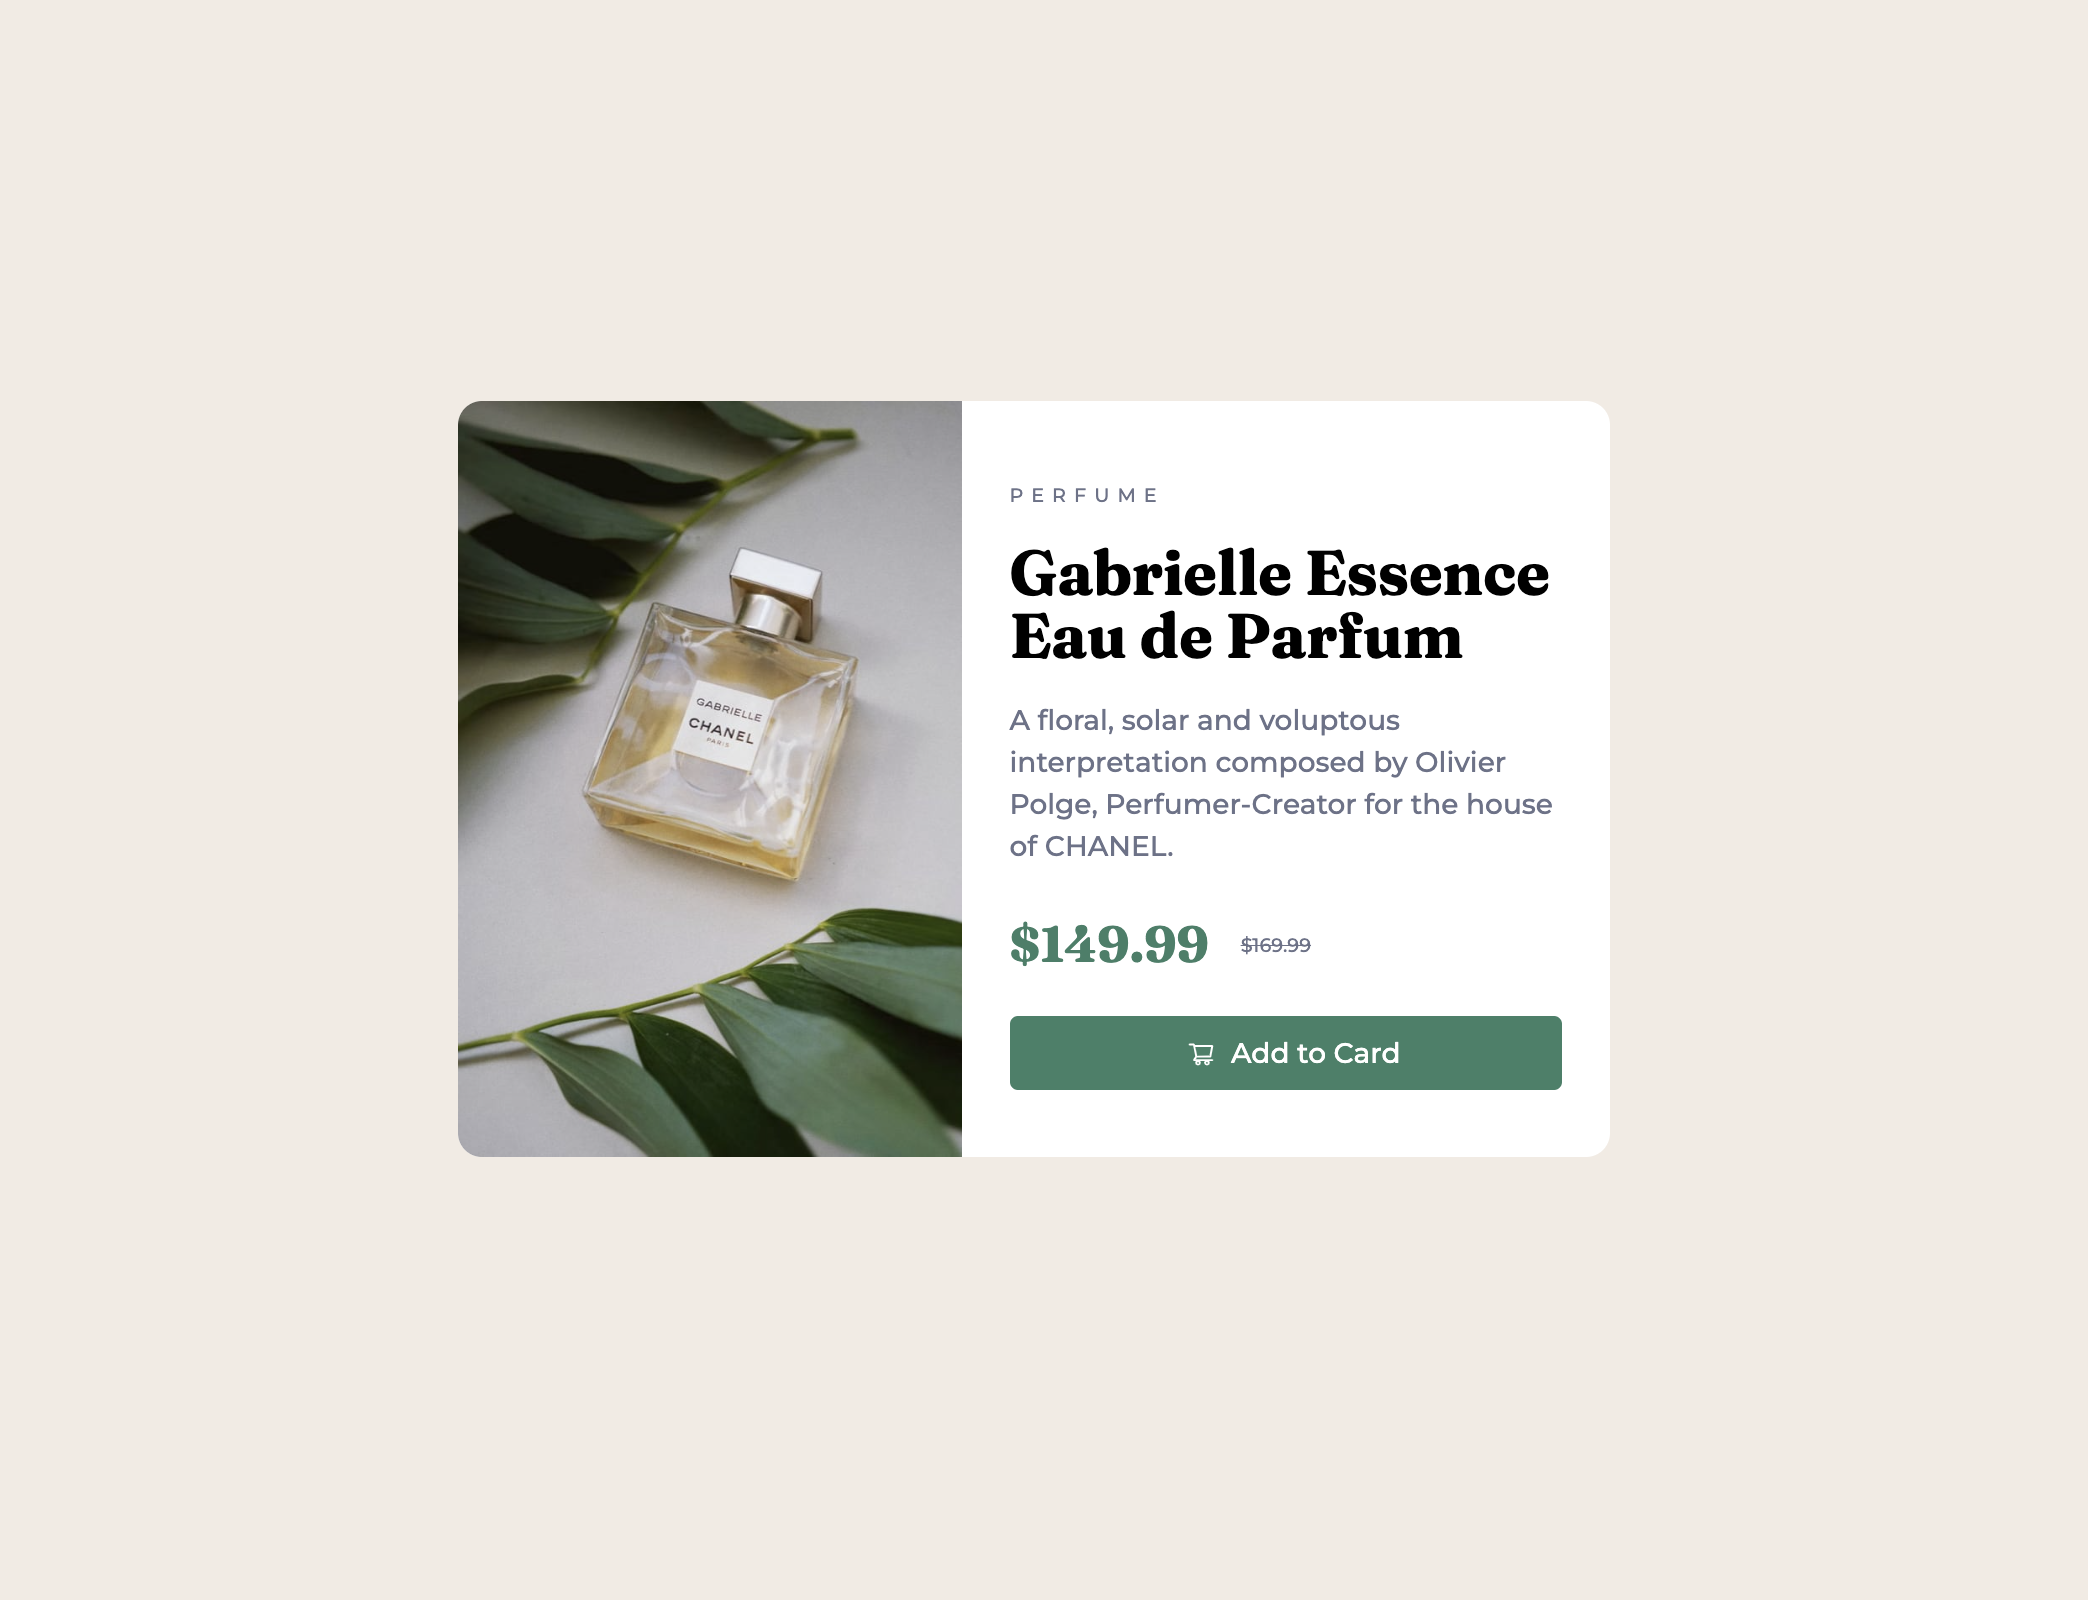 GABRIELLE
CHANEL
PARIS
PERFUME
Gabrielle Essence
Eau de Parfum
A floral, solar and voluptous
interpretation composed by Olivier
Polge, Perfumer-Creator for the house
of CHANEL.
$149.99 $169.99
Add to Card